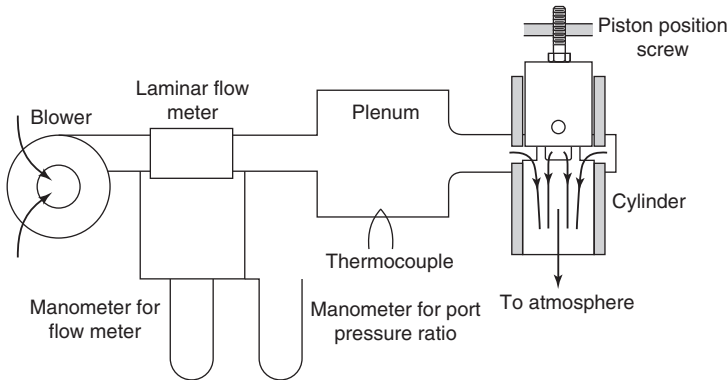 Piston position
screw
Laminar flow
meter
Blower
Plenum
Cylinder
Thermocouple
To atmosphere
Manometer for
flow meter
Manometer for port
pressure ratio